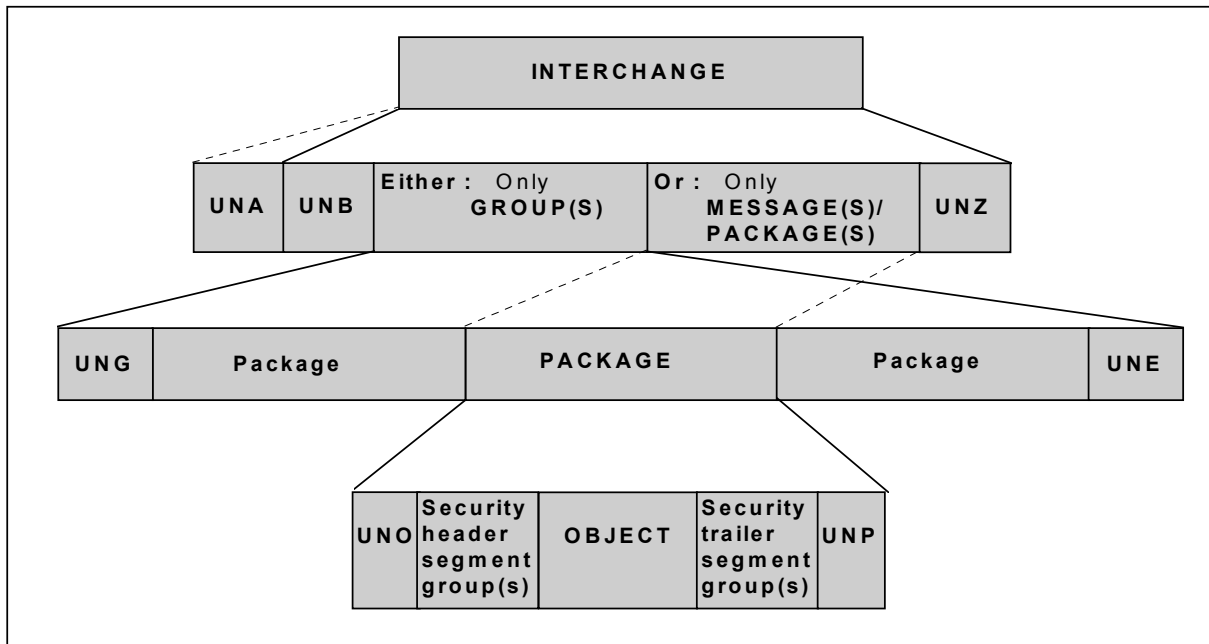 INTERCHANGE
UNA
UNB
Either: Only
GROUP(S)
Or: Only
MESSAGE(S)/
PACKAGE(S)
UNZ
UNG
Package
PACKAGE
Package
UNE
UNO
Security
header
segment
group(s)
OBJECT
Security
trailer
segment
group(s)
UNP